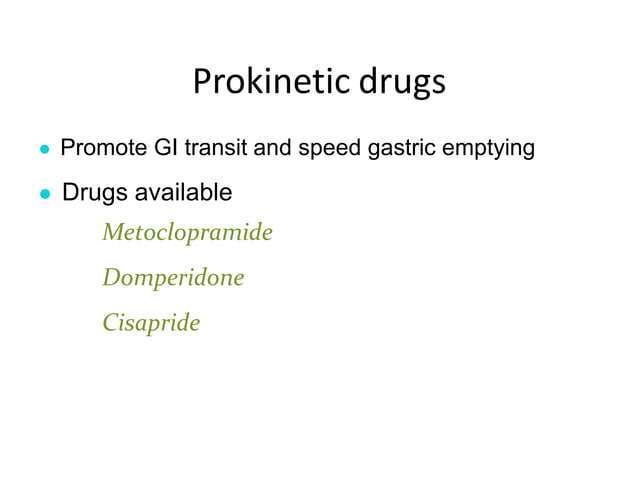 Prokinetic drugs
● Promote GI transit and speed gastric emptying
● Drugs available
Metoclopramide
Domperidone
Cisapride